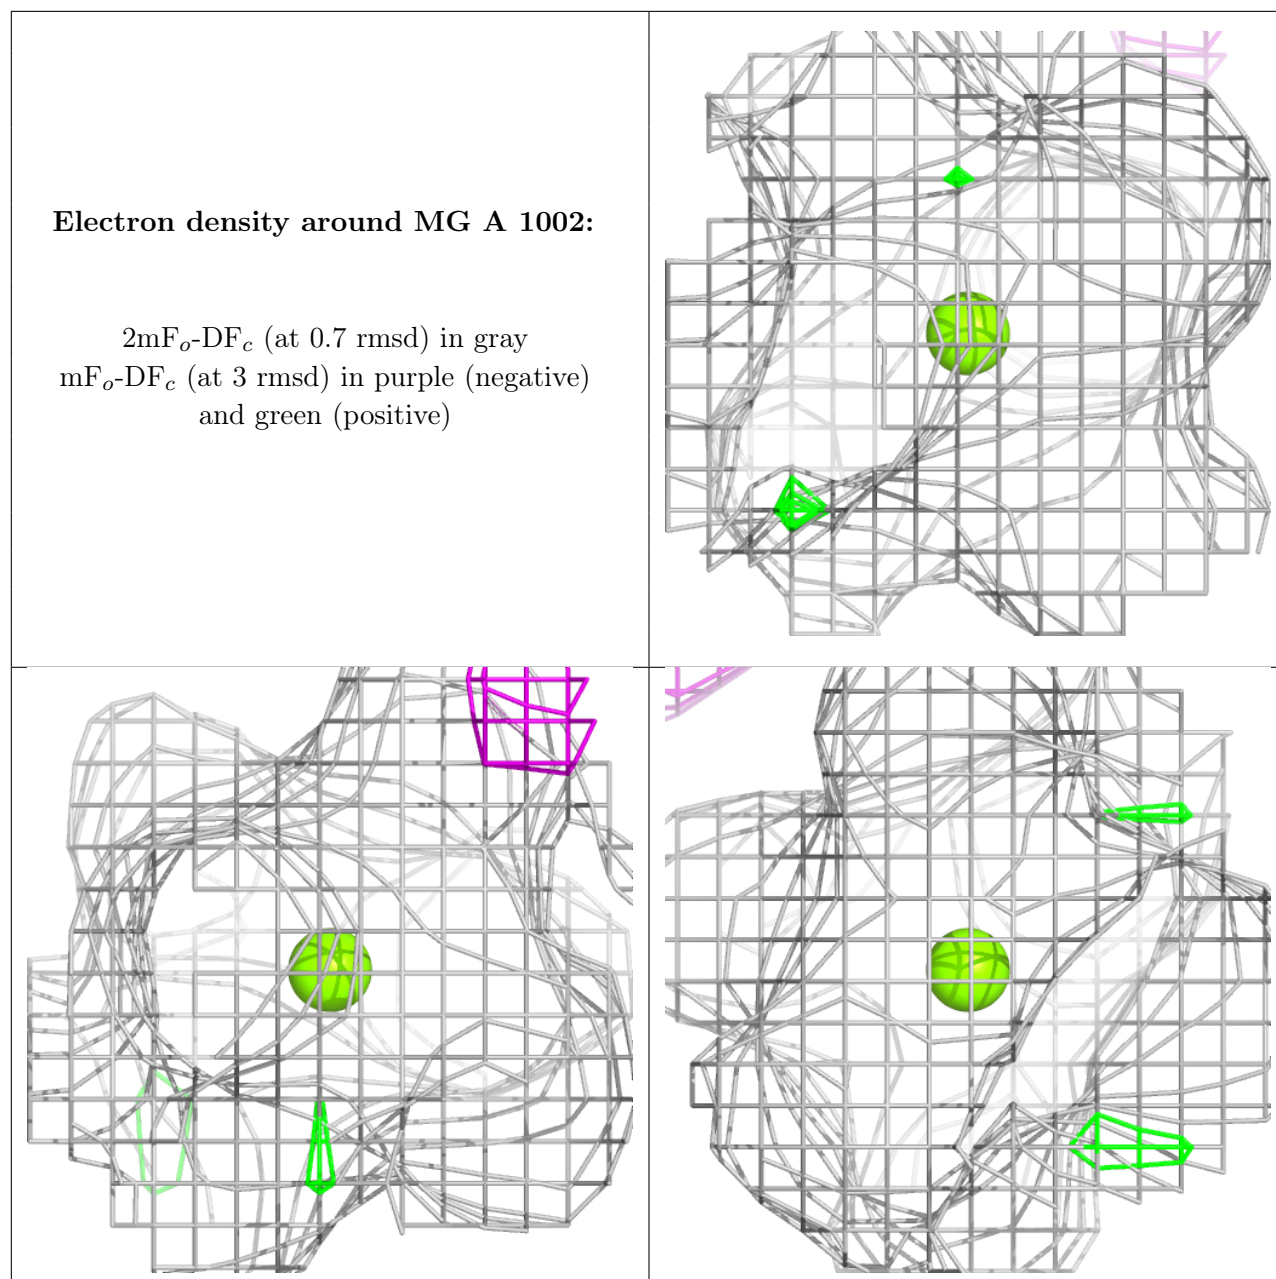 Electron density around MG A 1002:
2mFₒ-DF𝒸 (at 0.7 rmsd) in gray
mFₒ-DF𝒸 (at 3 rmsd) in purple (negative)
and green (positive)